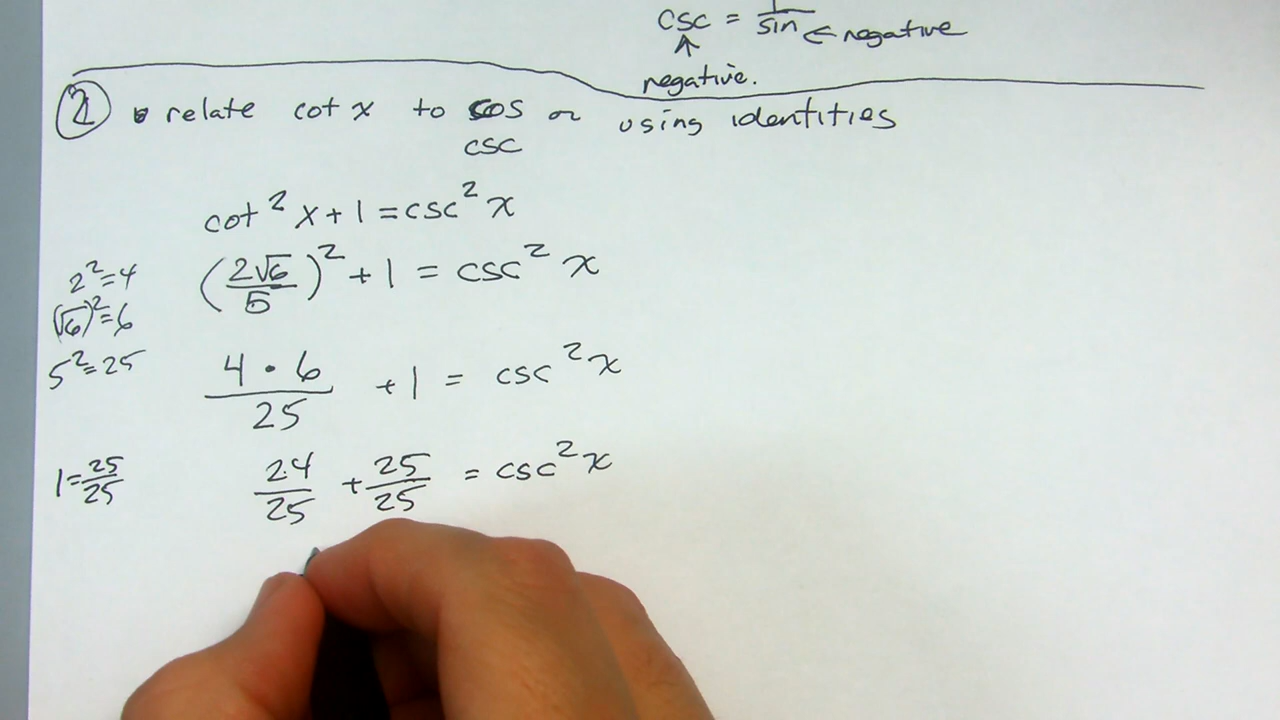 csc = 1/sin ← negative
↑
negative.
② relate cot x to cos or using identities
csc
cot² x + 1 = csc² x
2² = 4
(2√6/5)² + 1 = csc² x
(√6)² = 6
5² = 25
4 · 6/25 + 1 = csc² x
1 = 25/25
24/25 + 25/25 = csc² x